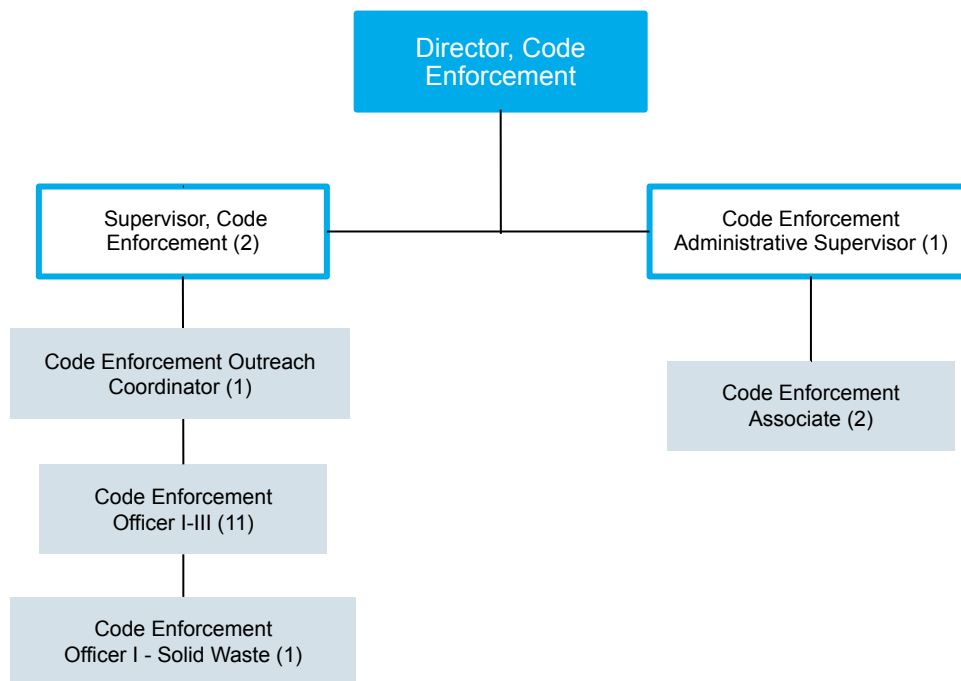 Director, Code
Enforcement
Supervisor, Code
Enforcement (2)
Code Enforcement
Administrative Supervisor (1)
Code Enforcement Outreach
Coordinator (1)
Code Enforcement
Associate (2)
Code Enforcement
Officer I-III (11)
Code Enforcement
Officer I - Solid Waste (1)